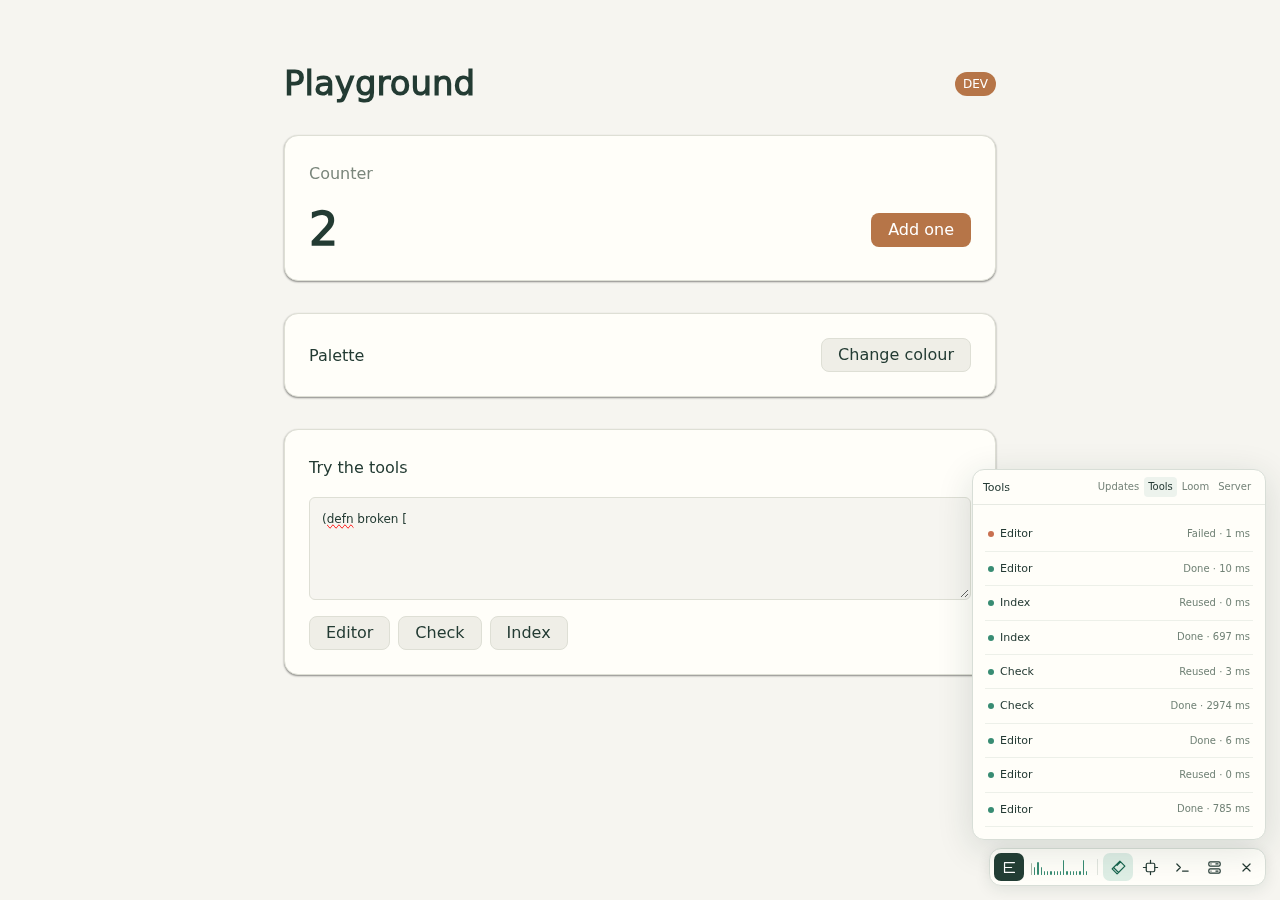 Playground
DEV
Counter
2
Add one
Palette
Change colour
Try the tools
(defn broken [
Editor Check Index
Tools Updates Tools Loom Server
Editor Failed · 1 ms
Editor Done · 10 ms
Index Reused · 0 ms
Index Done · 697 ms
Check Reused · 3 ms
Check Done · 2974 ms
Editor Done · 6 ms
Editor Reused · 0 ms
Editor Done · 785 ms